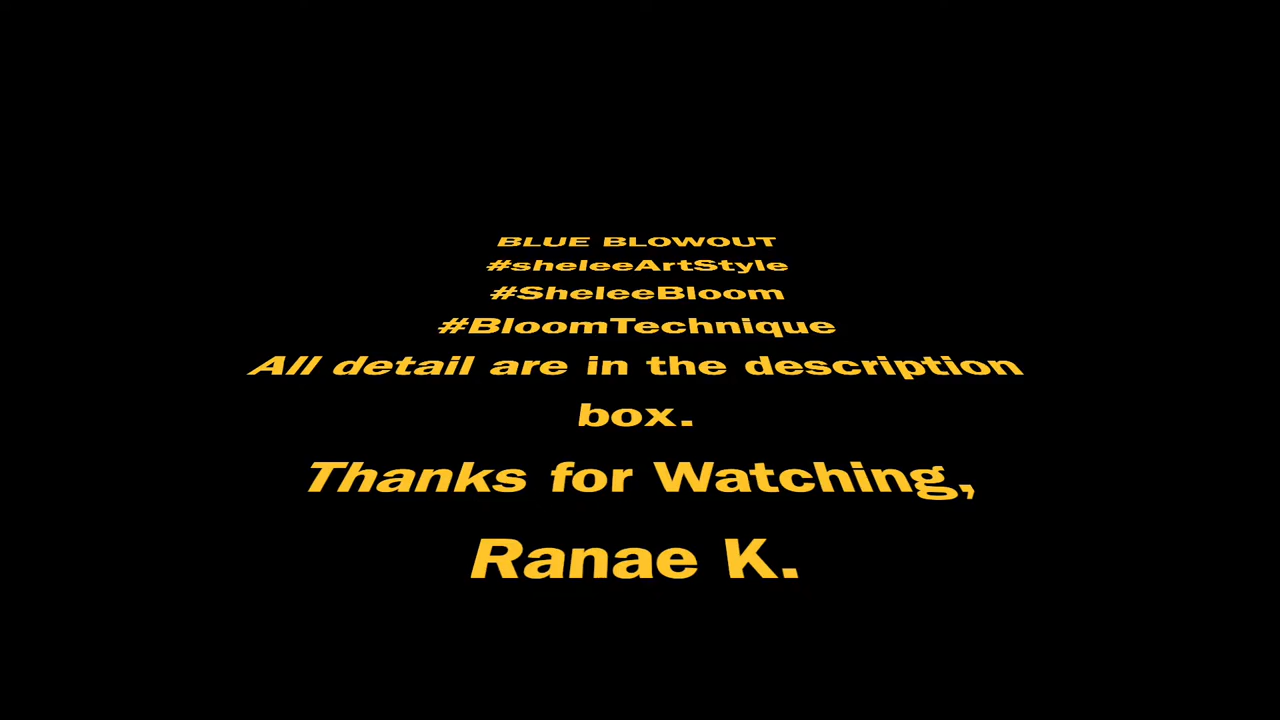 BLUE BLOWOUT
#sheleeArtStyle
#SheleeBloom
#BloomTechnique
All detail are in the description
box.
Thanks for Watching,
Ranae K.